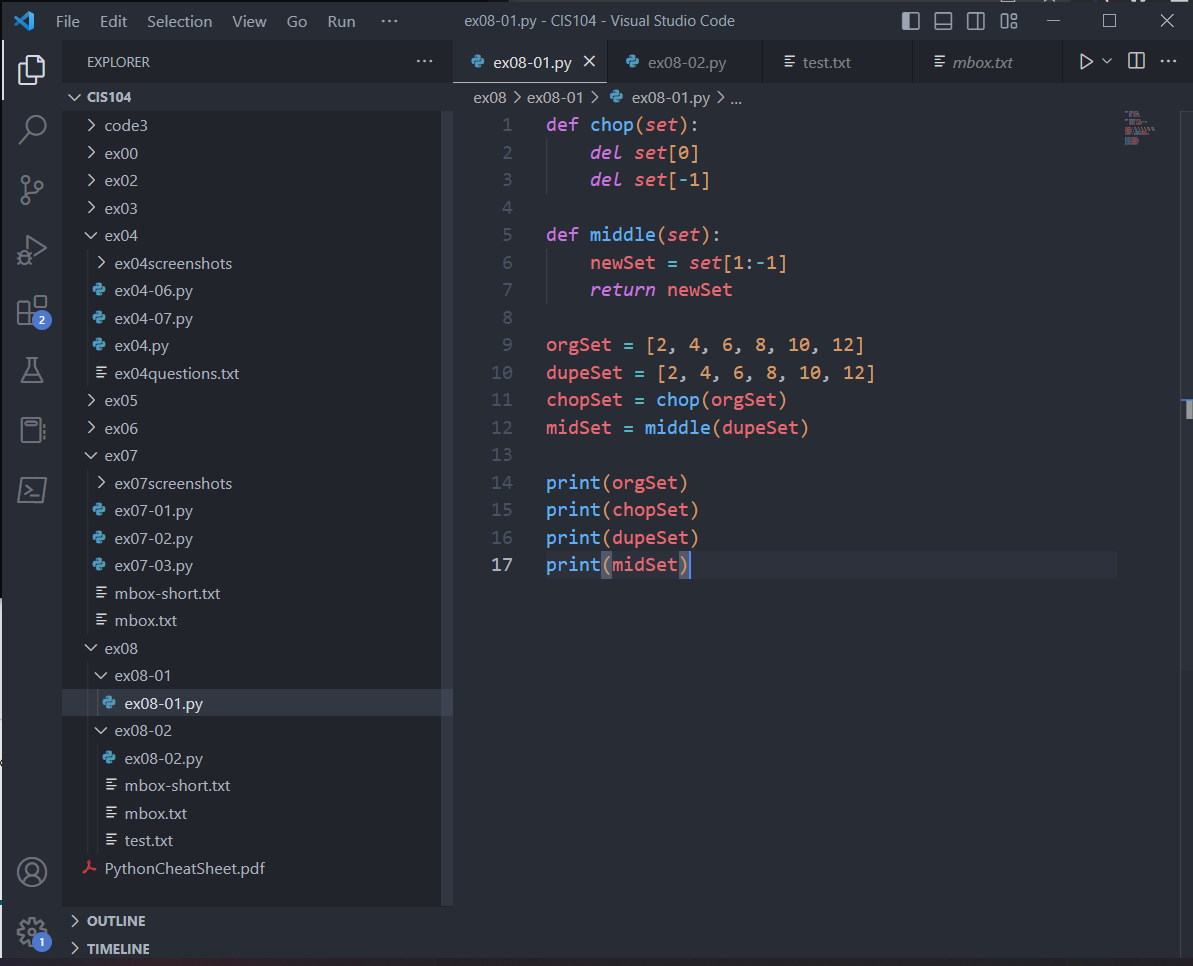 File Edit Selection View Go Run ··· ex08-01.py - CIS104 - Visual Studio Code
EXPLORER ···
ex08-01.py ex08-02.py test.txt mbox.txt ···
CIS104
ex08 > ex08-01 > ex08-01.py > ...
code3
ex00
ex02
ex03
ex04
ex04screenshots
ex04-06.py
ex04-07.py
ex04.py
ex04questions.txt
ex05
ex06
ex07
ex07screenshots
ex07-01.py
ex07-02.py
ex07-03.py
mbox-short.txt
mbox.txt
ex08
ex08-01
ex08-01.py
ex08-02
ex08-02.py
mbox-short.txt
mbox.txt
test.txt
PythonCheatSheet.pdf
OUTLINE
TIMELINE
2
1
1 def chop(set):
2     del set[0]
3     del set[-1]
4
5 def middle(set):
6     newSet = set[1:-1]
7     return newSet
8
9 orgSet = [2, 4, 6, 8, 10, 12]
10 dupeSet = [2, 4, 6, 8, 10, 12]
11 chopSet = chop(orgSet)
12 midSet = middle(dupeSet)
13
14 print(orgSet)
15 print(chopSet)
16 print(dupeSet)
17 print(midSet)